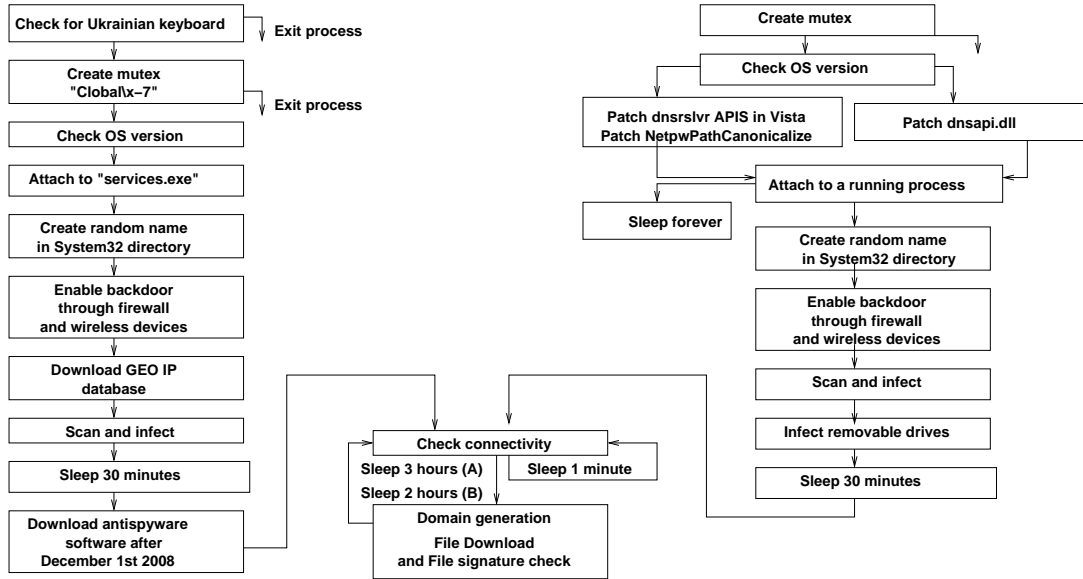 Check for Ukrainian keyboard
Exit process
Create mutex
"Clobal\x−7"
Exit process
Check OS version
Attach to "services.exe"
Create random name
in System32 directory
Enable backdoor
through firewall
and wireless devices
Download GEO IP
database
Scan and infect
Sleep 30 minutes
Download antispyware
software after
December 1st 2008
Check connectivity
Sleep 3 hours (A)
Sleep 2 hours (B)
Sleep 1 minute
Domain generation
File Download
and File signature check
Create mutex
Check OS version
Patch dnsrslvr APIS in Vista
Patch NetpwPathCanonicalize
Patch dnsapi.dll
Attach to a running process
Sleep forever
Create random name
in System32 directory
Enable backdoor
through firewall
and wireless devices
Scan and infect
Infect removable drives
Sleep 30 minutes